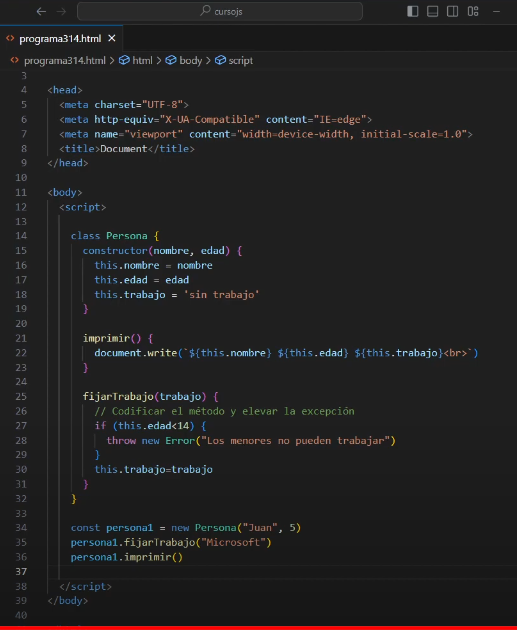 cursojs
programa314.html
programa314.html > html > body > script
3
4 <head>
5 <meta charset="UTF-8">
6 <meta http-equiv="X-UA-Compatible" content="IE=edge">
7 <meta name="viewport" content="width=device-width, initial-scale=1.0">
8 <title>Document</title>
9 </head>
10
11 <body>
12 <script>
13
14 class Persona {
15 constructor(nombre, edad) {
16 this.nombre = nombre
17 this.edad = edad
18 this.trabajo = 'sin trabajo'
19 }
20
21 imprimir() {
22 document.write(`${this.nombre} ${this.edad} ${this.trabajo}<br>`)
23 }
24
25 fijarTrabajo(trabajo) {
26 // Codificar el método y elevar la excepción
27 if (this.edad<14) {
28 throw new Error("Los menores no pueden trabajar")
29 }
30 this.trabajo=trabajo
31 }
32 }
33
34 const persona1 = new Persona("Juan", 5)
35 persona1.fijarTrabajo("Microsoft")
36 persona1.imprimir()
37
38 </script>
39 </body>
40